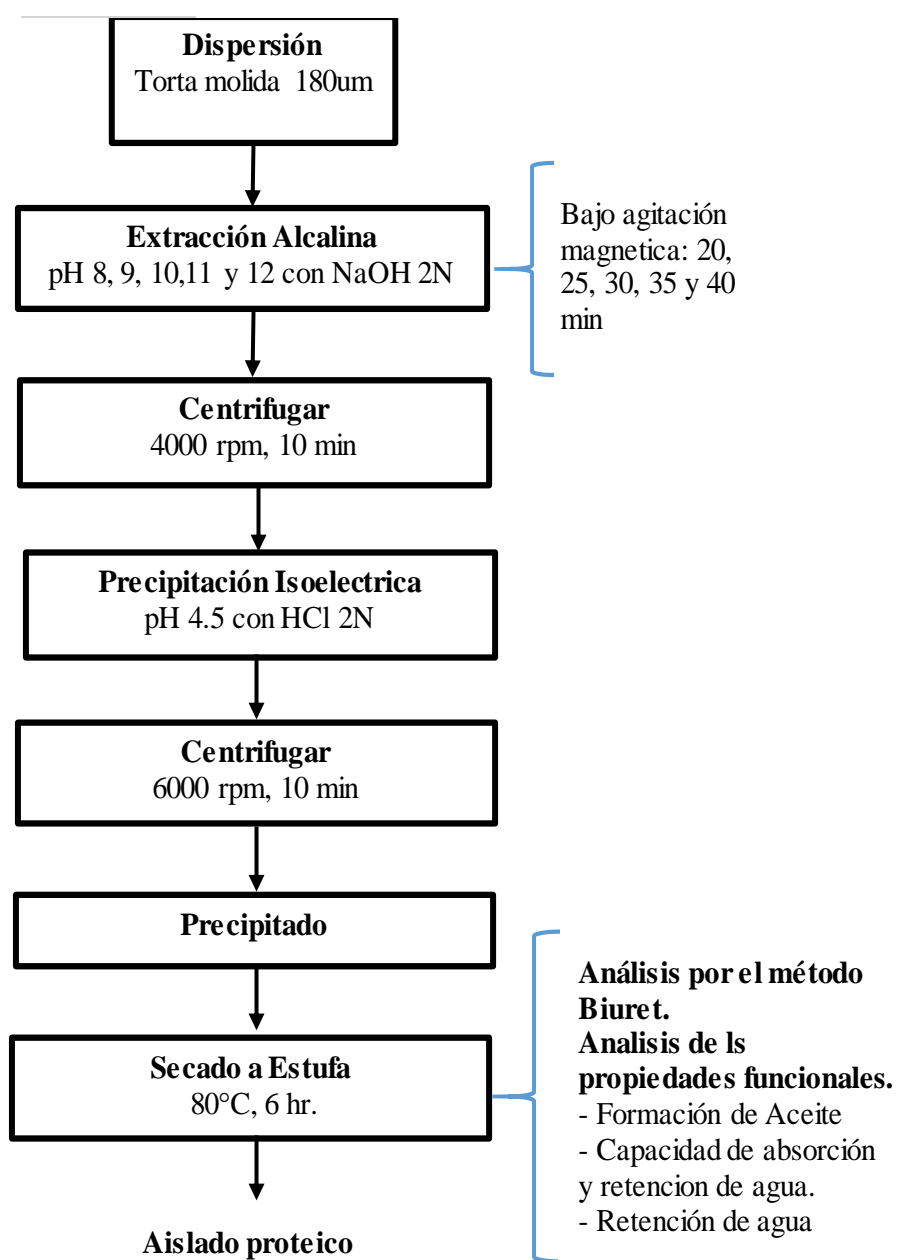 Dispersión
Torta molida 180um
Extracción Alcalina
pH 8, 9, 10,11 y 12 con NaOH 2N
Bajo agitación
magnetica: 20,
25, 30, 35 y 40
min
Centrifugar
4000 rpm, 10 min
Precipitación Isoelectrica
pH 4.5 con HCl 2N
Centrifugar
6000 rpm, 10 min
Precipitado
Secado a Estufa
80°C, 6 hr.
Análisis por el método
Biuret.
Analisis de ls
propiedades funcionales.
- Formación de Aceite
- Capacidad de absorción
y retencion de agua.
- Retención de agua
Aislado proteico